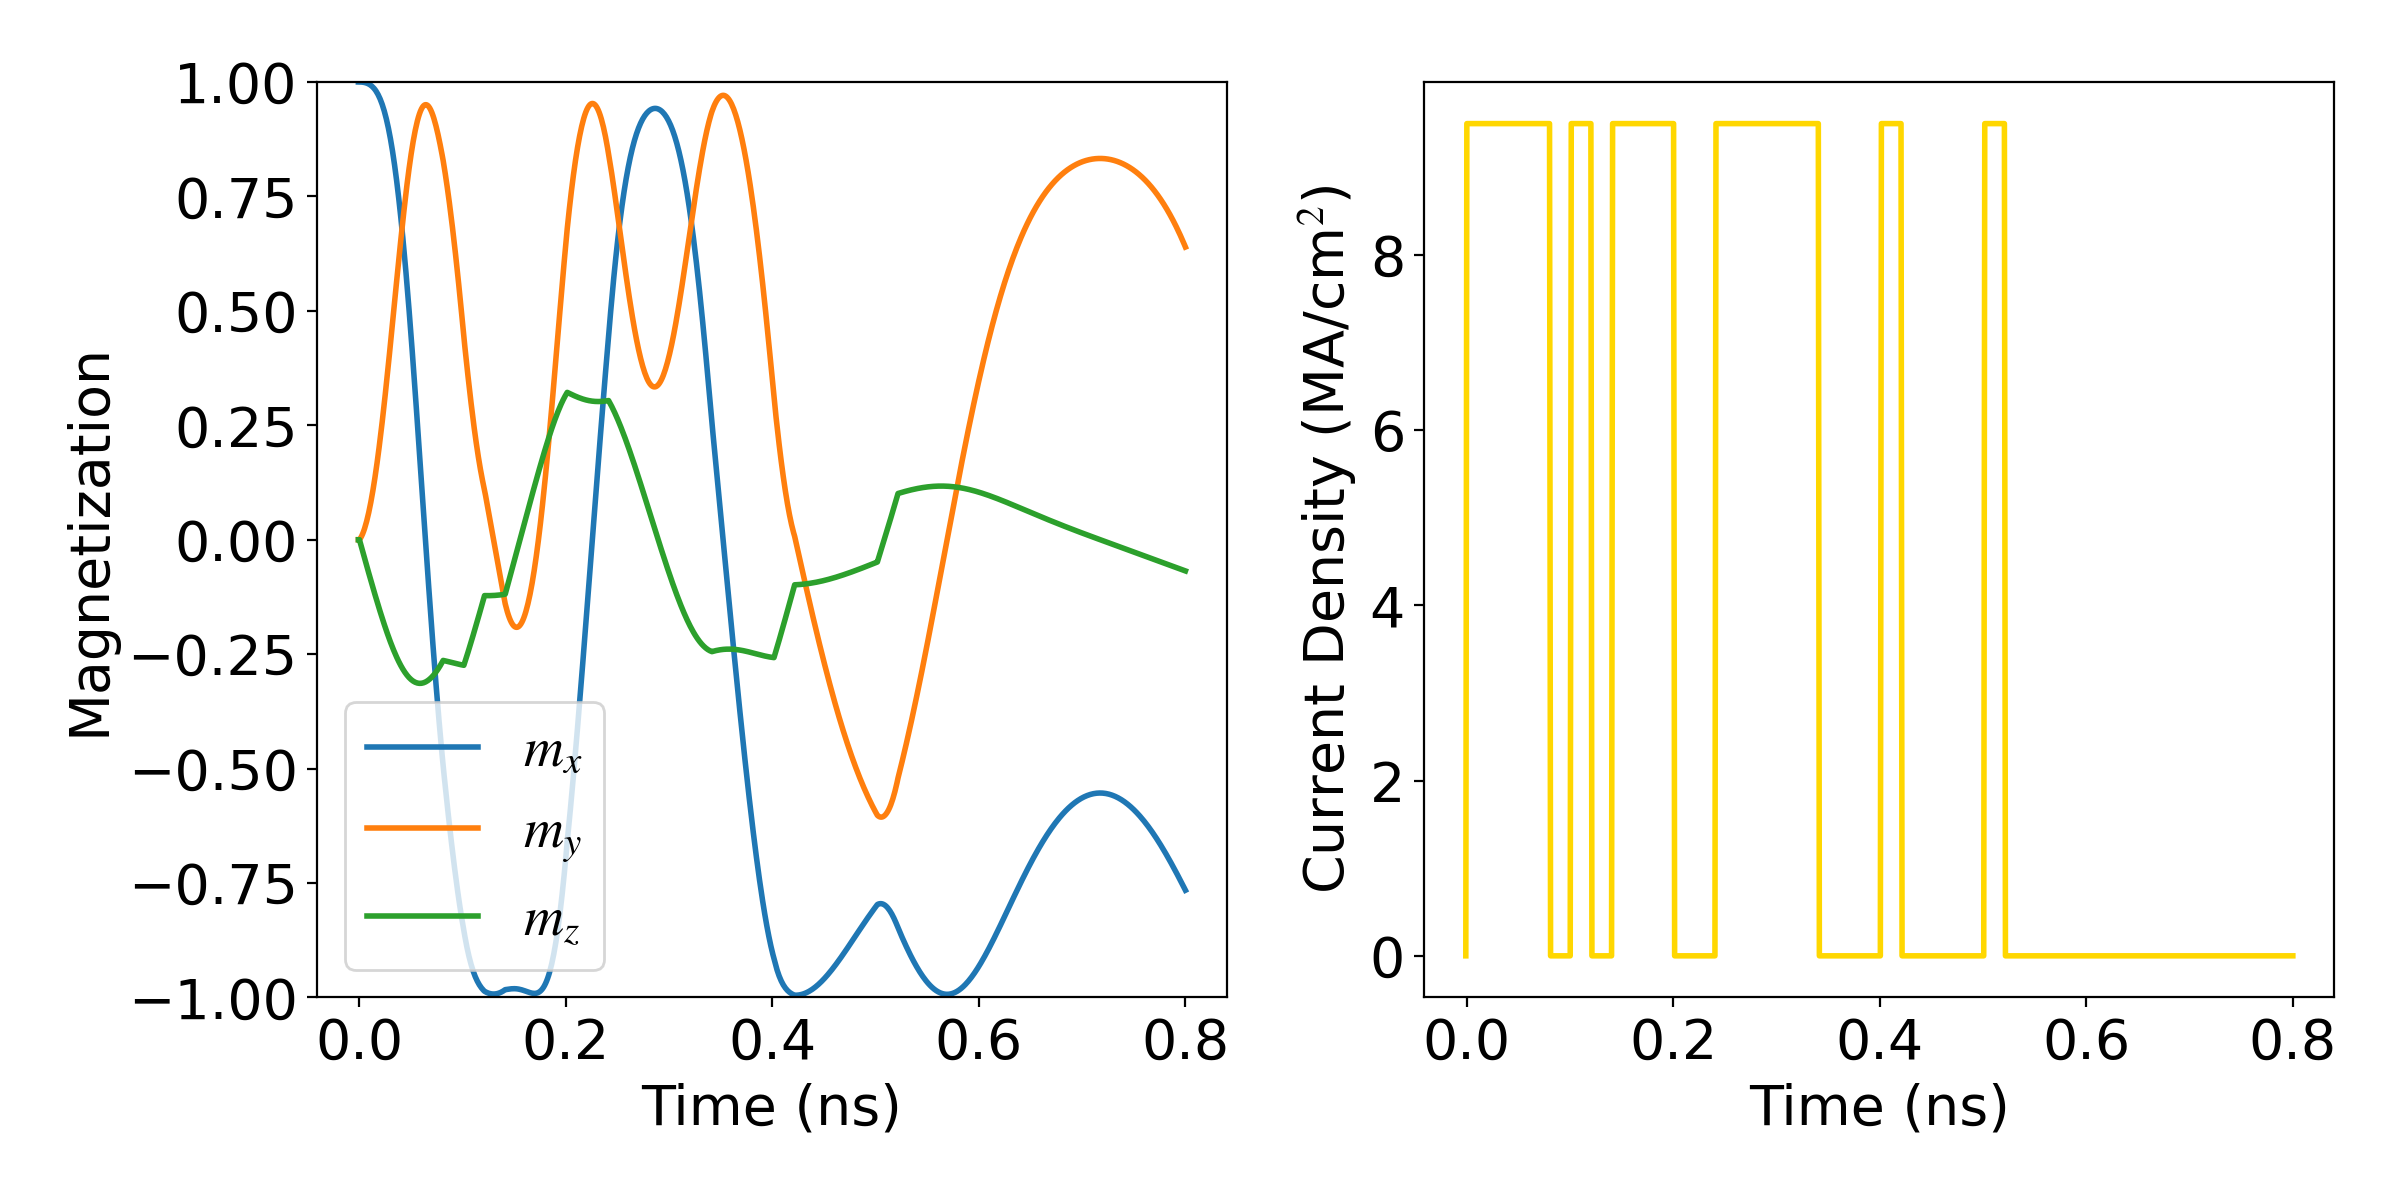 1.00
0.75
0.50
0.25
0.00
−0.25
−0.50
−0.75
−1.00
Magnetization
m_x
m_y
m_z
0.0 0.2 0.4 0.6 0.8
Time (ns)
8
6
4
2
0
Current Density (MA/cm²)
0.0 0.2 0.4 0.6 0.8
Time (ns)